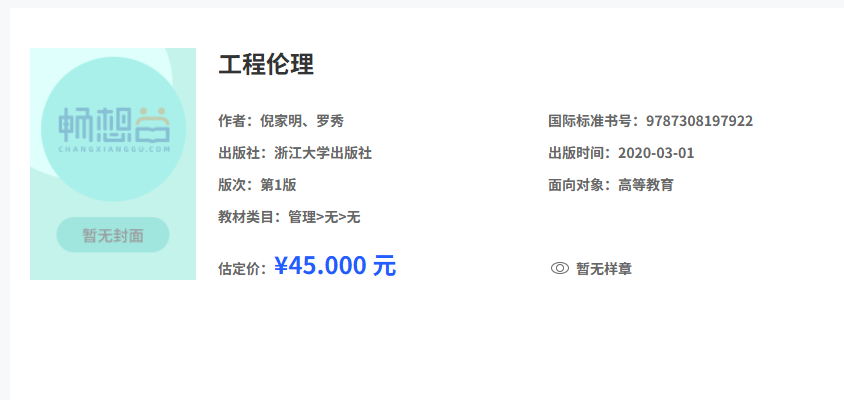 畅想谷
CHANGXIANGGU.COM
暂无封面
工程伦理
作者：倪家明、罗秀
国际标准书号：9787308197922
出版社：浙江大学出版社
出版时间：2020-03-01
版次：第1版
面向对象：高等教育
教材类目：管理>无>无
估定价：¥45.000 元
暂无样章